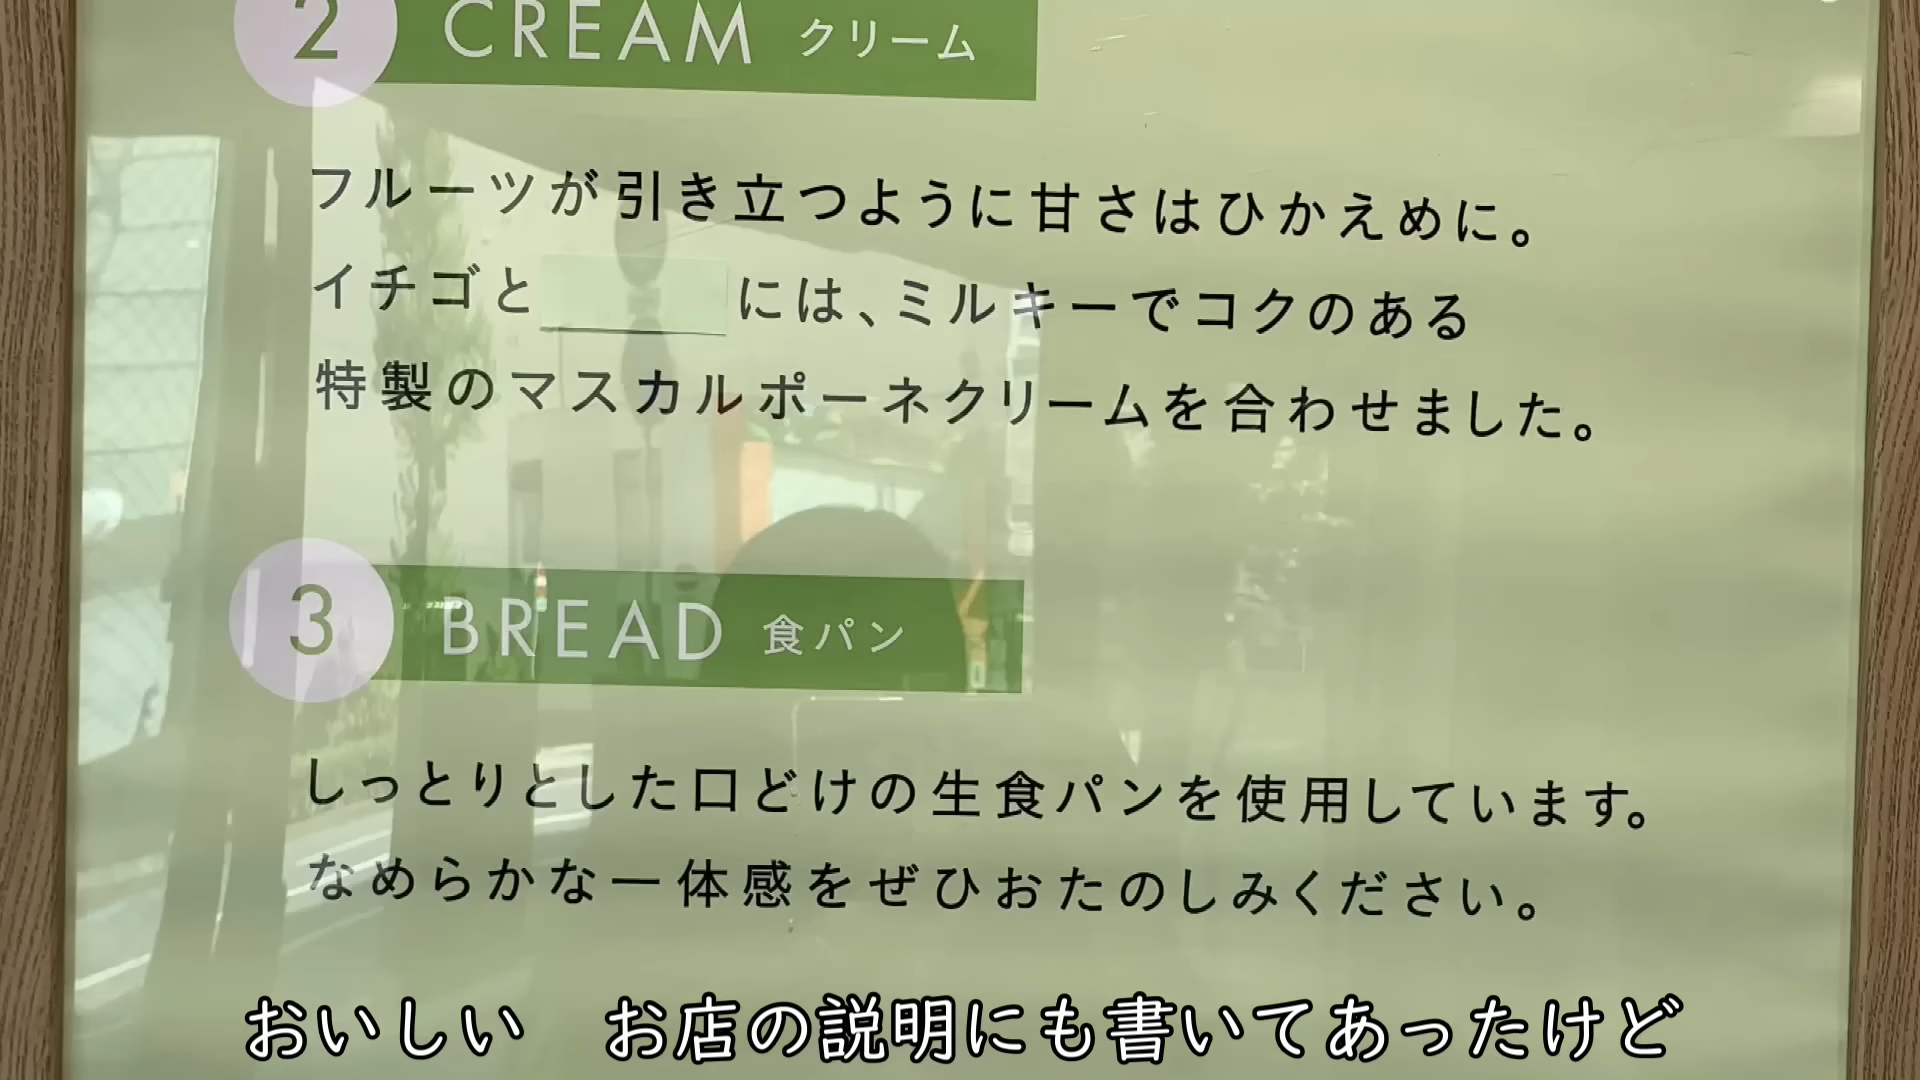 2 CREAM クリーム
フルーツが引き立つように甘さはひかえめに。
イチゴと
には、ミルキーでコクのある
特製のマスカルポーネクリームを合わせました。
3 BREAD 食パン
しっとりとした口どけの生食パンを使用しています。
なめらかな一体感をぜひおたのしみください。
おいしい　お店の説明にも書いてあったけど